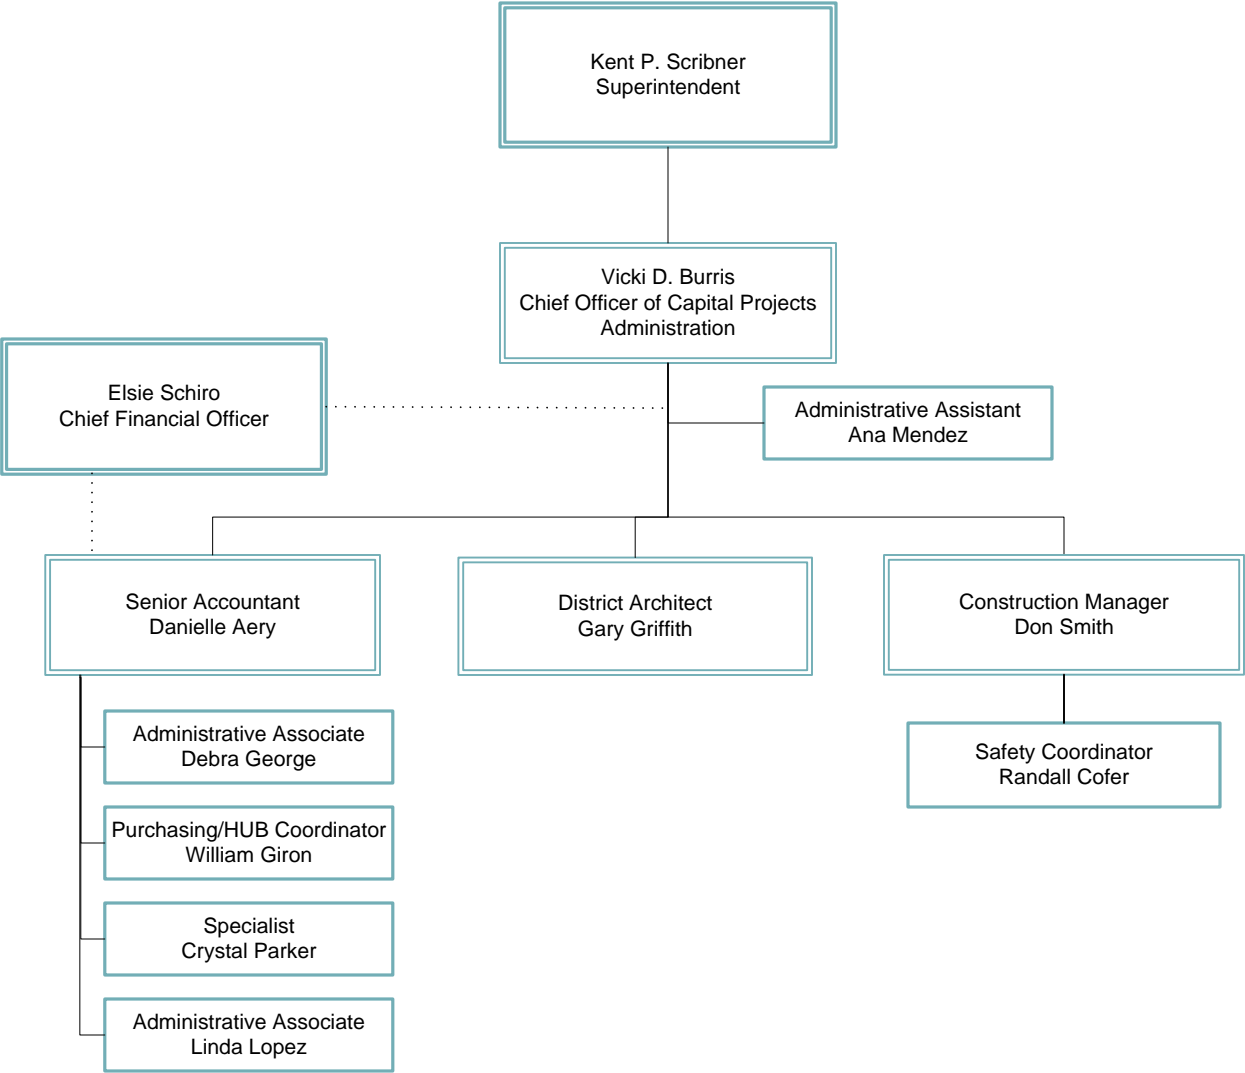 Kent P. Scribner
Superintendent
Vicki D. Burris
Chief Officer of Capital Projects
Administration
Elsie Schiro
Chief Financial Officer
Administrative Assistant
Ana Mendez
Senior Accountant
Danielle Aery
District Architect
Gary Griffith
Construction Manager
Don Smith
Administrative Associate
Debra George
Safety Coordinator
Randall Cofer
Purchasing/HUB Coordinator
William Giron
Specialist
Crystal Parker
Administrative Associate
Linda Lopez